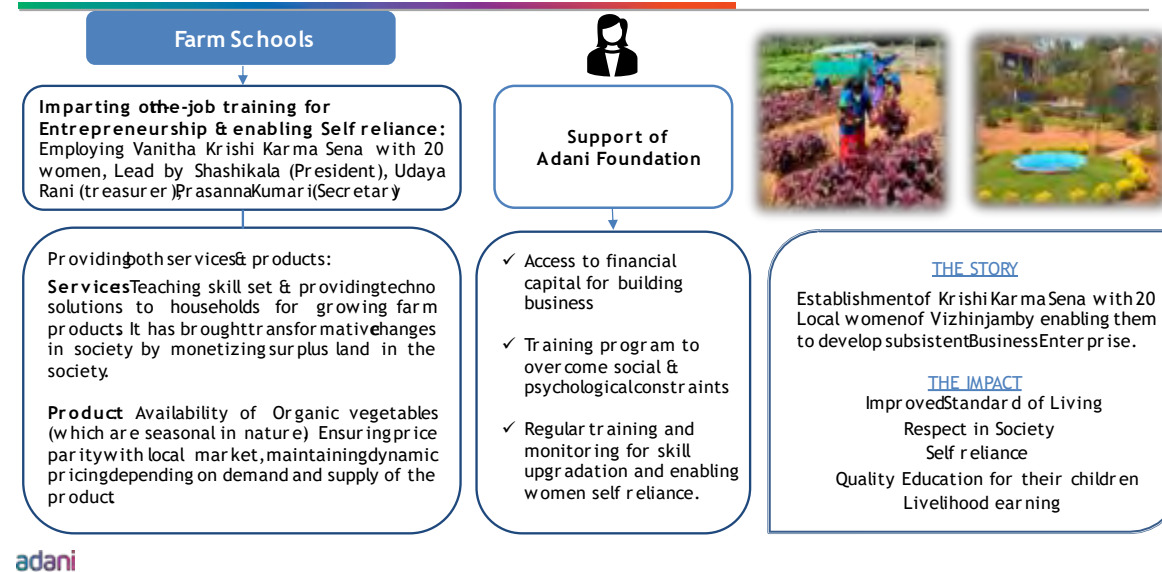 Farm Schools
Imparting on-the-job training for
Entrepreneurship & enabling Self reliance:
Employing Vanitha Krishi Karma Sena with 20
women, Lead by Shashikala (President), Udaya
Rani (treasurer), PrasannaKumari(Secretary)
Providing both services & products:
Services: Teaching skill set & providing techno
solutions to households for growing farm
products. It has brought transformative changes
in society by monetizing surplus land in the
society.
Product: Availability of Organic vegetables
(which are seasonal in nature). Ensuring price
parity with local market, maintaining dynamic
pricing depending on demand and supply of the
product
Support of
Adani Foundation
✓ Access to financial
capital for building
business
✓ Training program to
overcome social &
psychological constraints
✓ Regular training and
monitoring for skill
upgradation and enabling
women self reliance.
THE STORY
Establishment of Krishi Karma Sena with 20
Local women of Vizhinjam by enabling them
to develop subsistent Business Enterprise.
THE IMPACT
Improved Standard of Living
Respect in Society
Self reliance
Quality Education for their children
Livelihood earning
adani